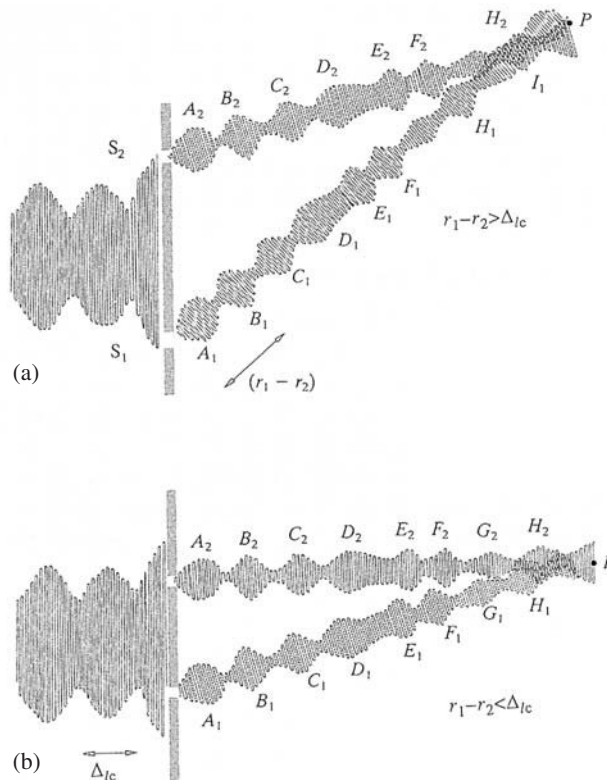 H₂
P
E₂
F₂
D₂
C₂
B₂
A₂
I₁
H₁
S₂
F₁
E₁
r₁−r₂>Δlc
D₁
C₁
B₁
S₁
A₁
(a)
(r₁ − r₂)
A₂ B₂ C₂ D₂ E₂ F₂ G₂ H₂
G₁ H₁
F₁
E₁
D₁
C₁
B₁
A₁
r₁−r₂<Δlc
(b)
Δlc